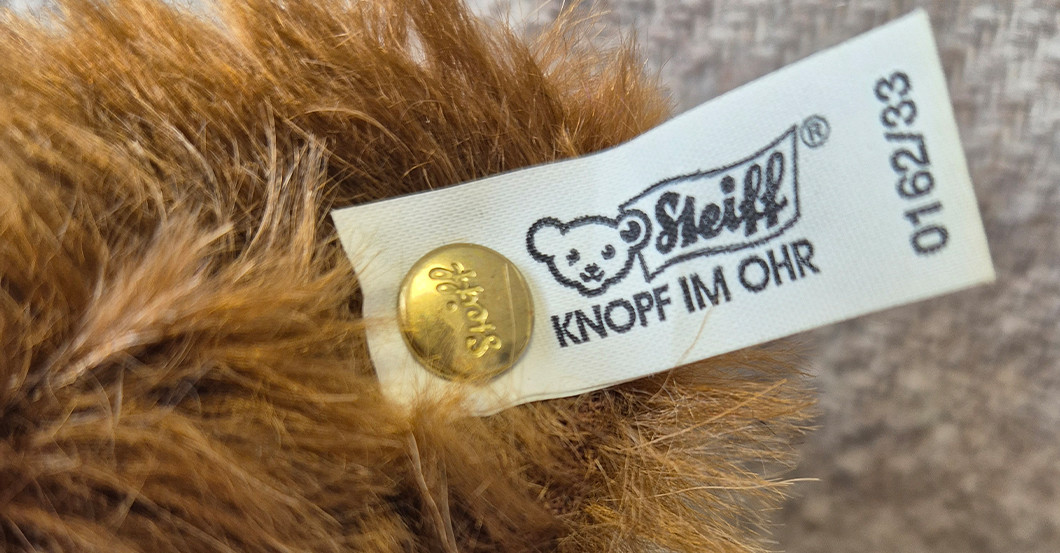 Steiff
Steiff®
KNOPF IM OHR
0162/33